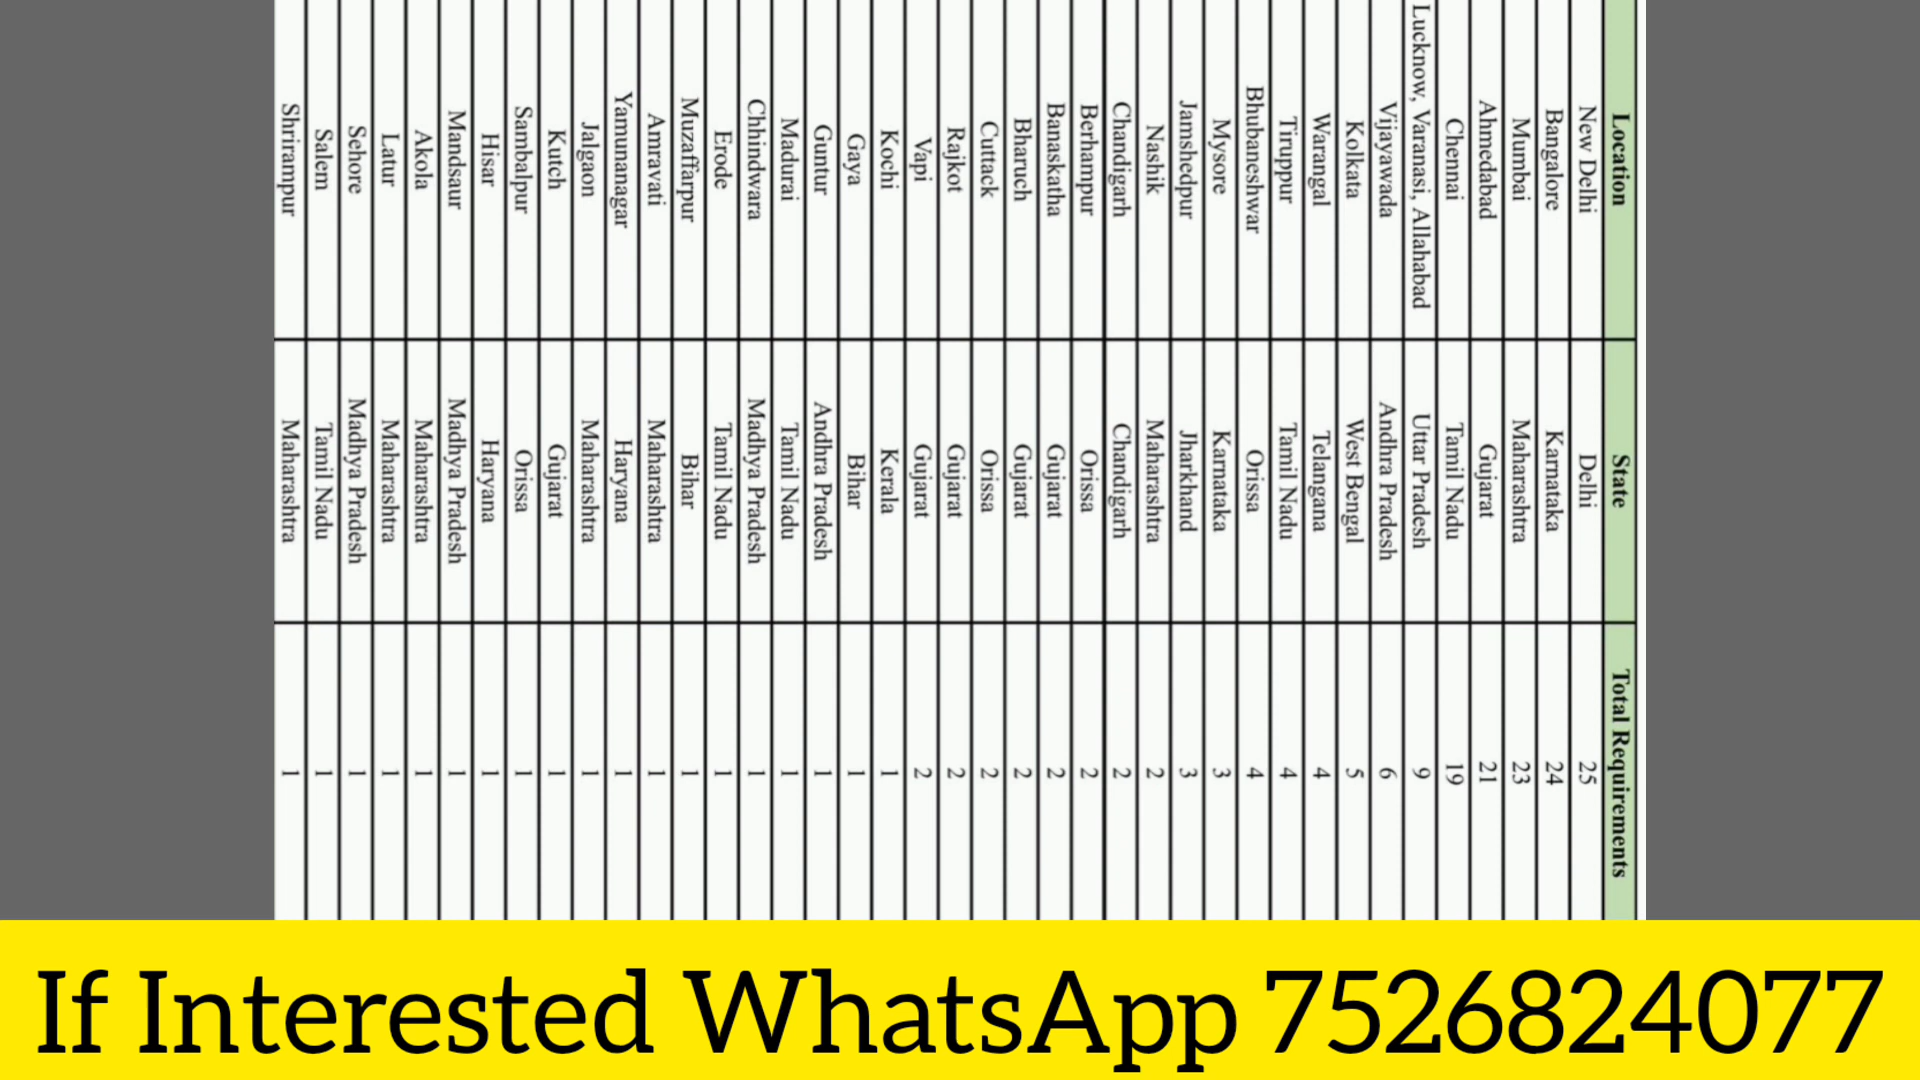 Location State Total Requirements
New Delhi Delhi 25
Bangalore Karnataka 24
Mumbai Maharashtra 23
Ahmedabad Gujarat 21
Chennai Tamil Nadu 19
Lucknow, Varanasi, Allahabad Uttar Pradesh 9
Vijayawada Andhra Pradesh 6
Kolkata West Bengal 5
Warangal Telangana 4
Tiruppur Tamil Nadu 4
Bhubaneshwar Orissa 4
Mysore Karnataka 3
Jamshedpur Jharkhand 3
Nashik Maharashtra 2
Chandigarh Chandigarh 2
Berhampur Orissa 2
Banaskatha Gujarat 2
Bharuch Gujarat 2
Cuttack Orissa 2
Rajkot Gujarat 2
Vapi Gujarat 2
Kochi Kerala 1
Gaya Bihar 1
Guntur Andhra Pradesh 1
Madurai Tamil Nadu 1
Chhindwara Madhya Pradesh 1
Erode Tamil Nadu 1
Muzaffarpur Bihar 1
Amravati Maharashtra 1
Yamunanagar Haryana 1
Jalgaon Maharashtra 1
Kutch Gujarat 1
Sambalpur Orissa 1
Hisar Haryana 1
Mandsaur Madhya Pradesh 1
Akola Maharashtra 1
Latur Maharashtra 1
Sehore Madhya Pradesh 1
Salem Tamil Nadu 1
Shrirampur Maharashtra 1
If Interested WhatsApp 7526824077